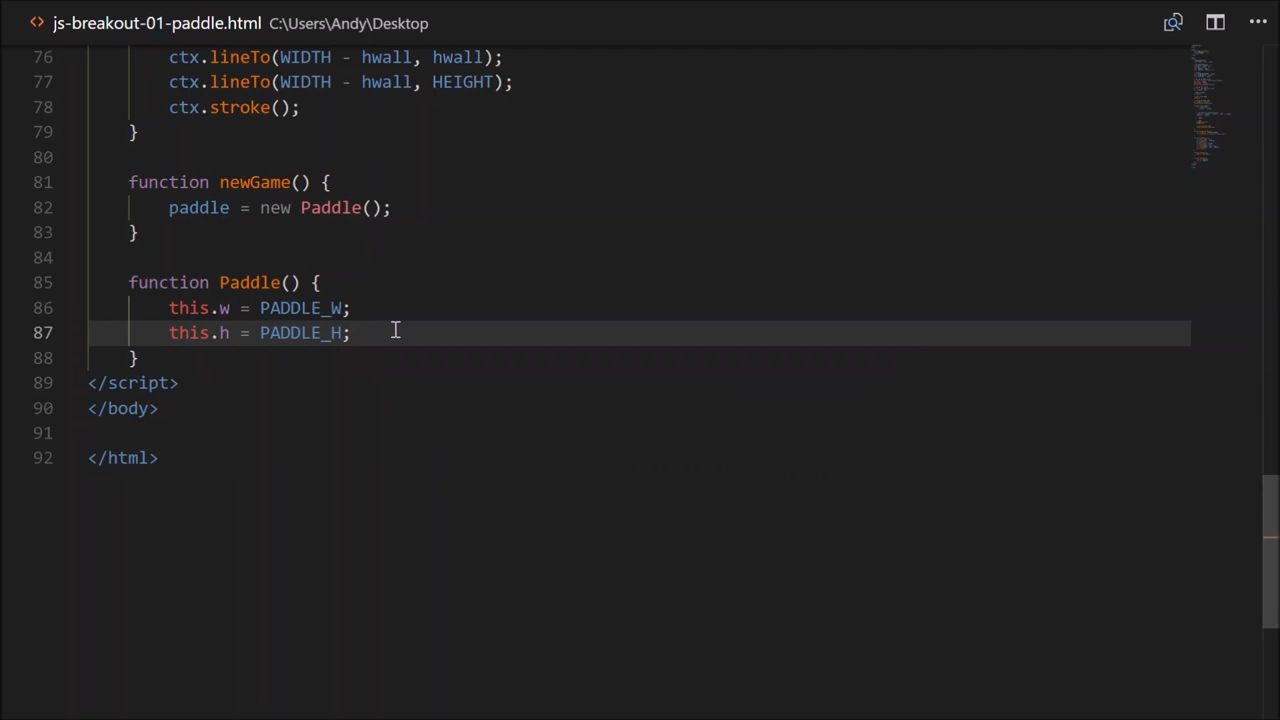 js-breakout-01-paddle.html C:\Users\Andy\Desktop
76 ctx.lineTo(WIDTH - hwall, hwall);
77 ctx.lineTo(WIDTH - hwall, HEIGHT);
78 ctx.stroke();
79 }
80
81 function newGame() {
82 paddle = new Paddle();
83 }
84
85 function Paddle() {
86 this.w = PADDLE_W;
87 this.h = PADDLE_H;
88 }
89 </script>
90 </body>
91
92 </html>